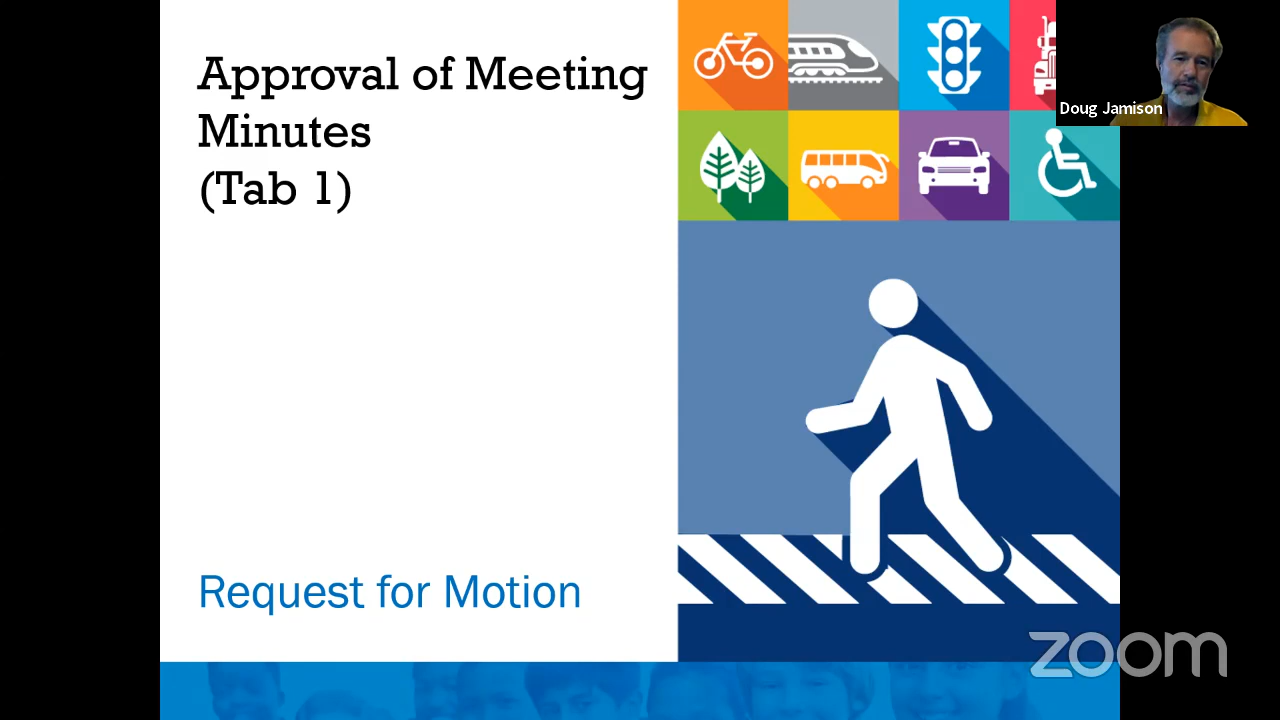 Approval of Meeting
Minutes
(Tab 1)
Doug Jamison
Request for Motion
zoom